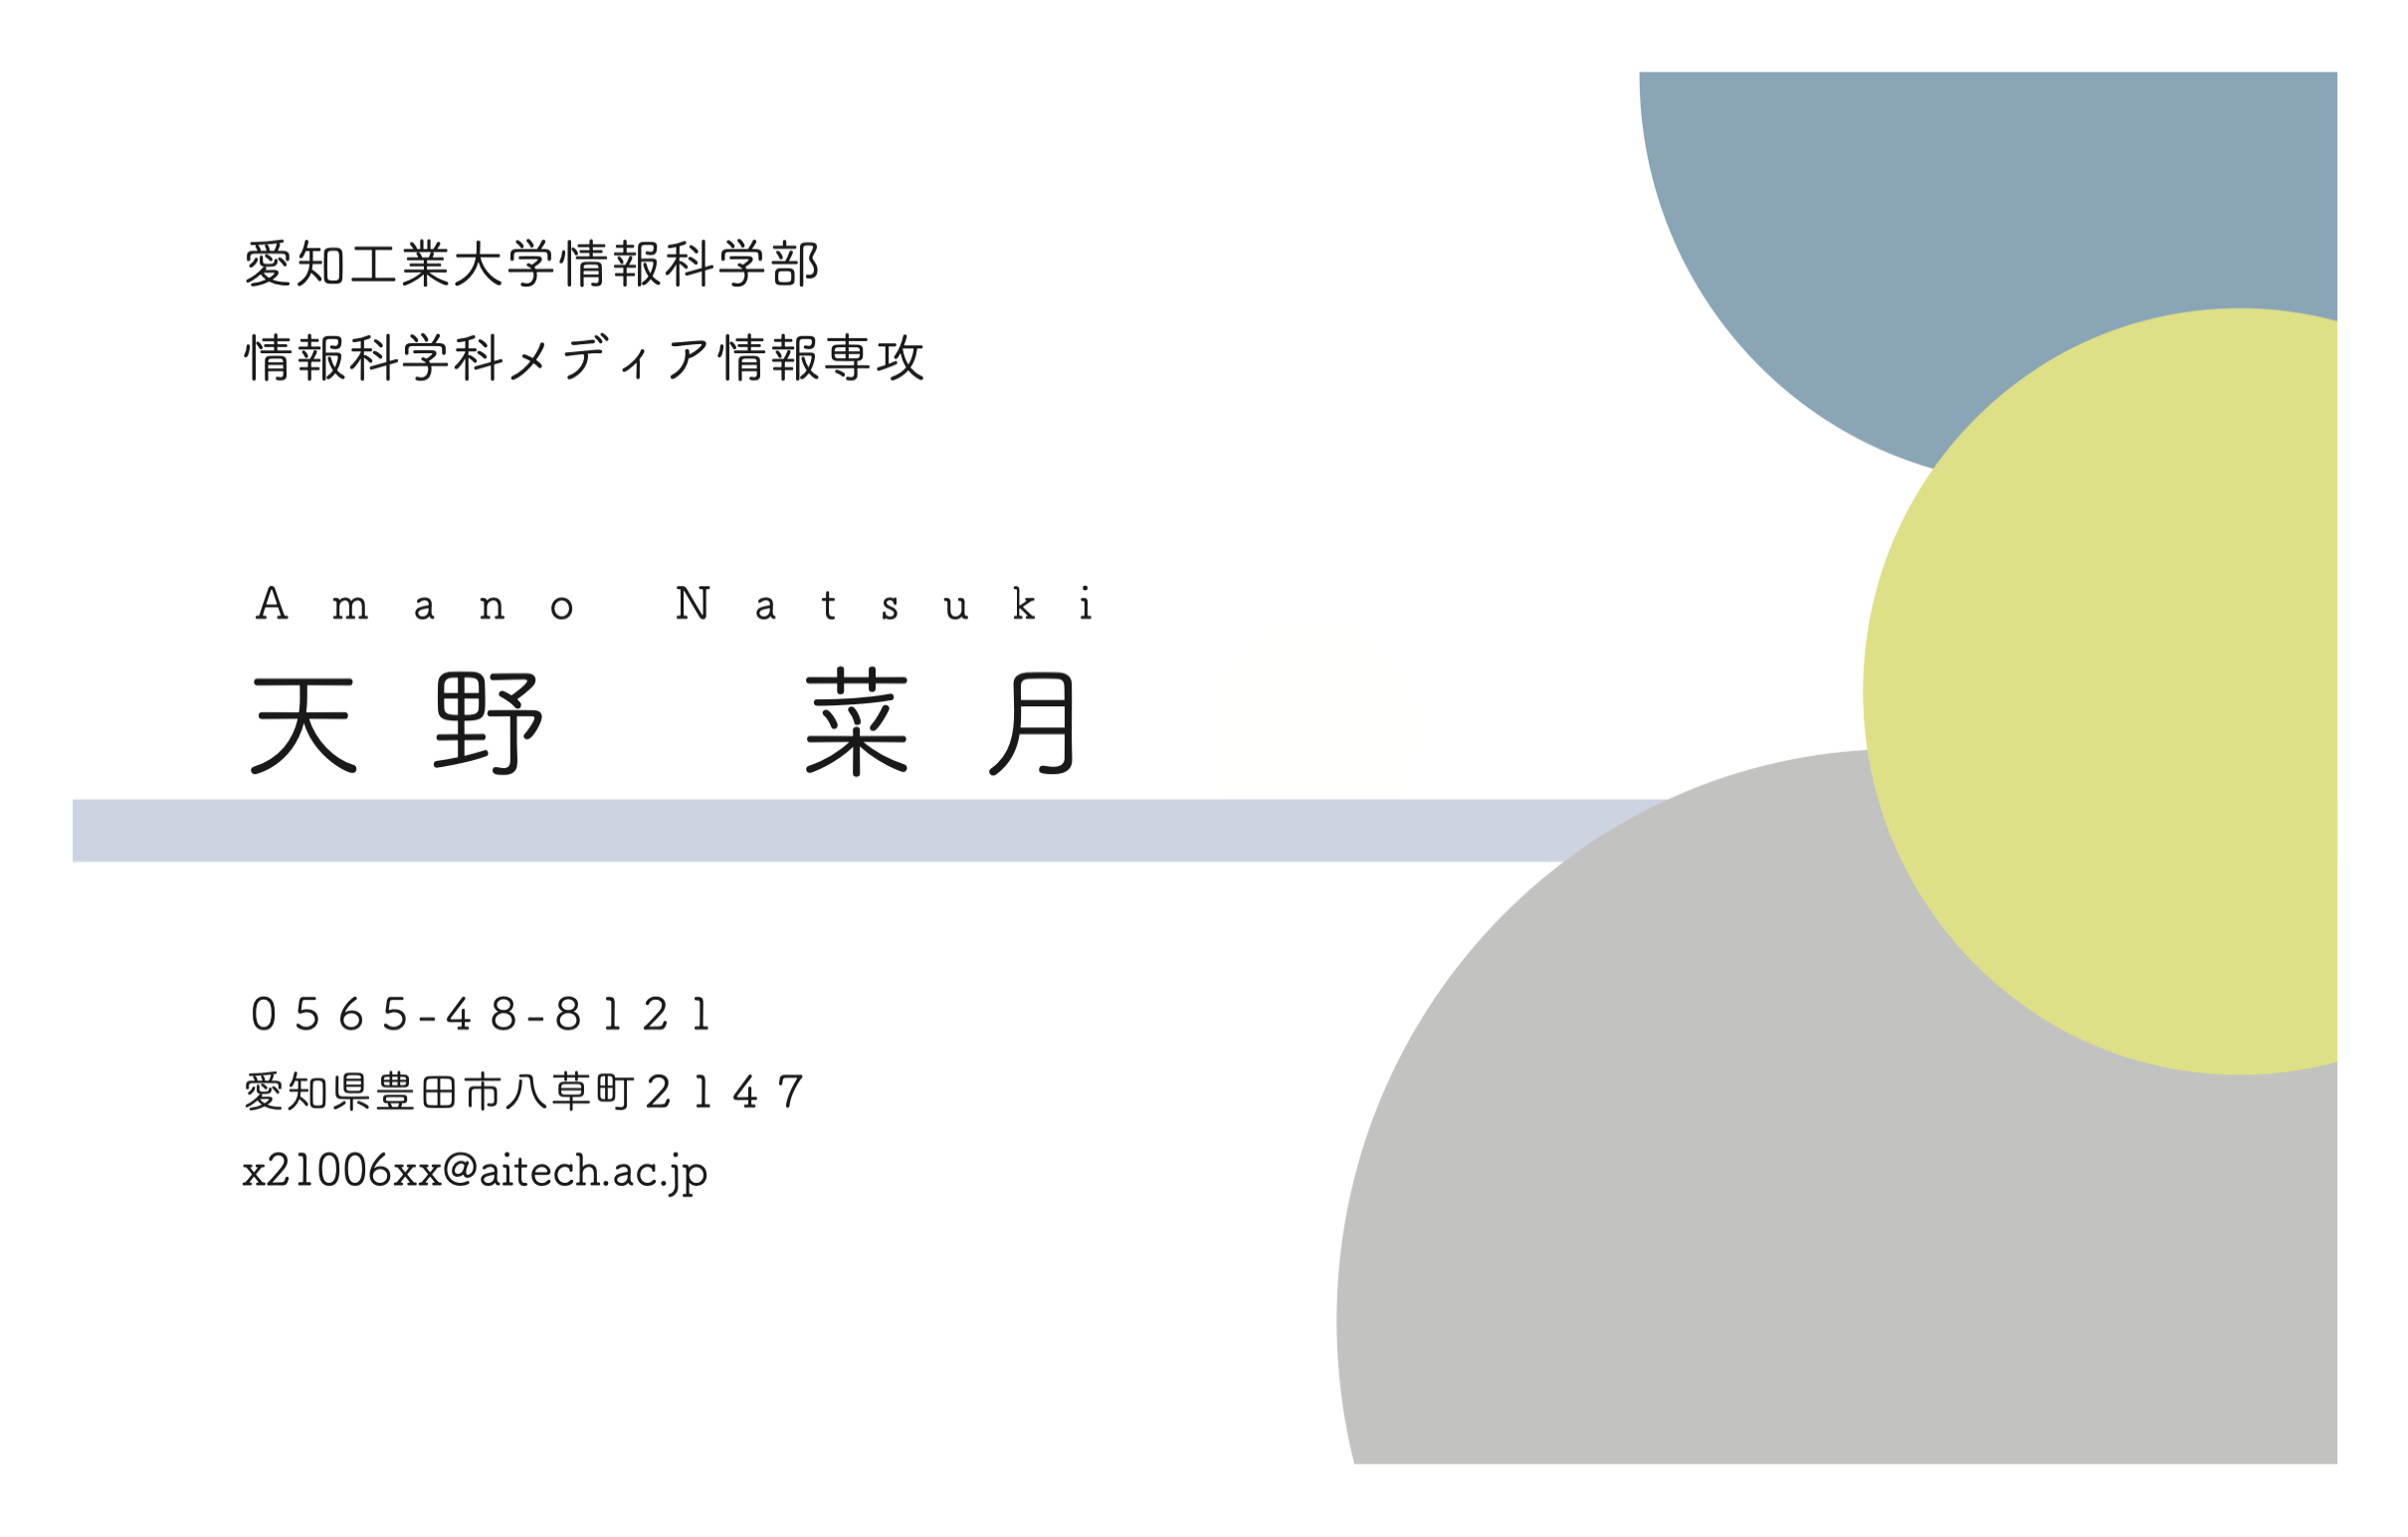 愛知工業大学情報科学部
情報科学科メディア情報専攻
Amano Natsuki
天野 菜月
0565-48-8121
愛知県豊田市八草町2147
x21006xx@aitech.ac.jp